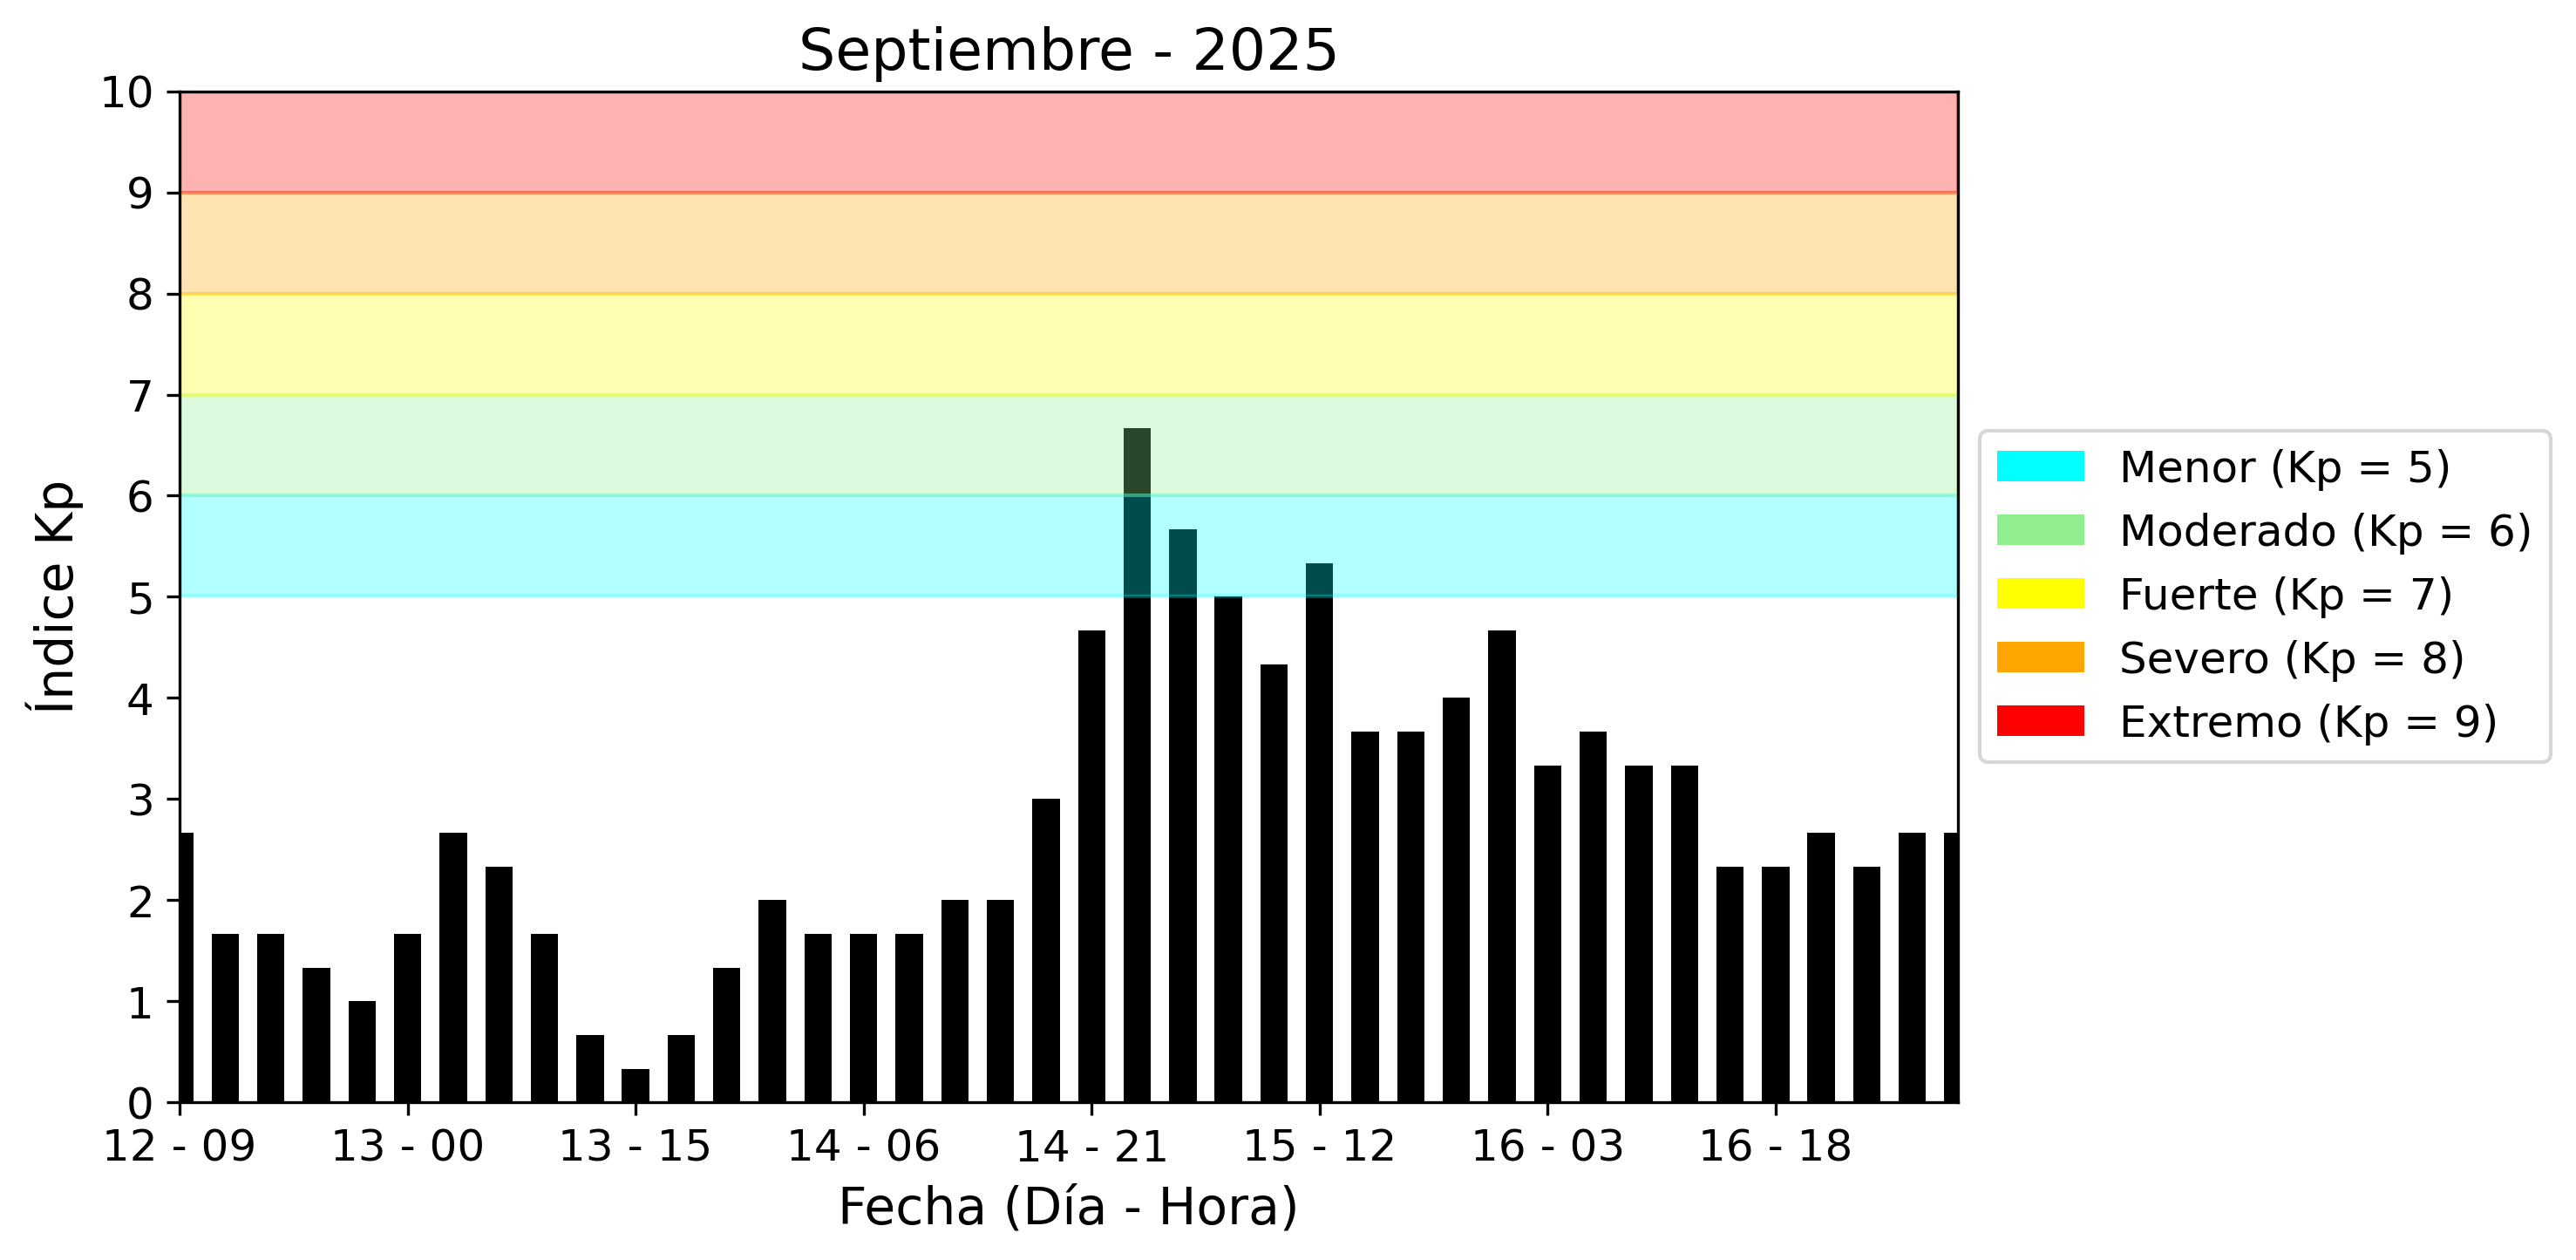 Septiembre - 2025
10
9
8
7
6
5
4
3
2
1
0
Índice Kp
12 - 09
13 - 00
13 - 15
14 - 06
14 - 21
15 - 12
16 - 03
16 - 18
Fecha (Día - Hora)
Menor (Kp = 5)
Moderado (Kp = 6)
Fuerte (Kp = 7)
Severo (Kp = 8)
Extremo (Kp = 9)